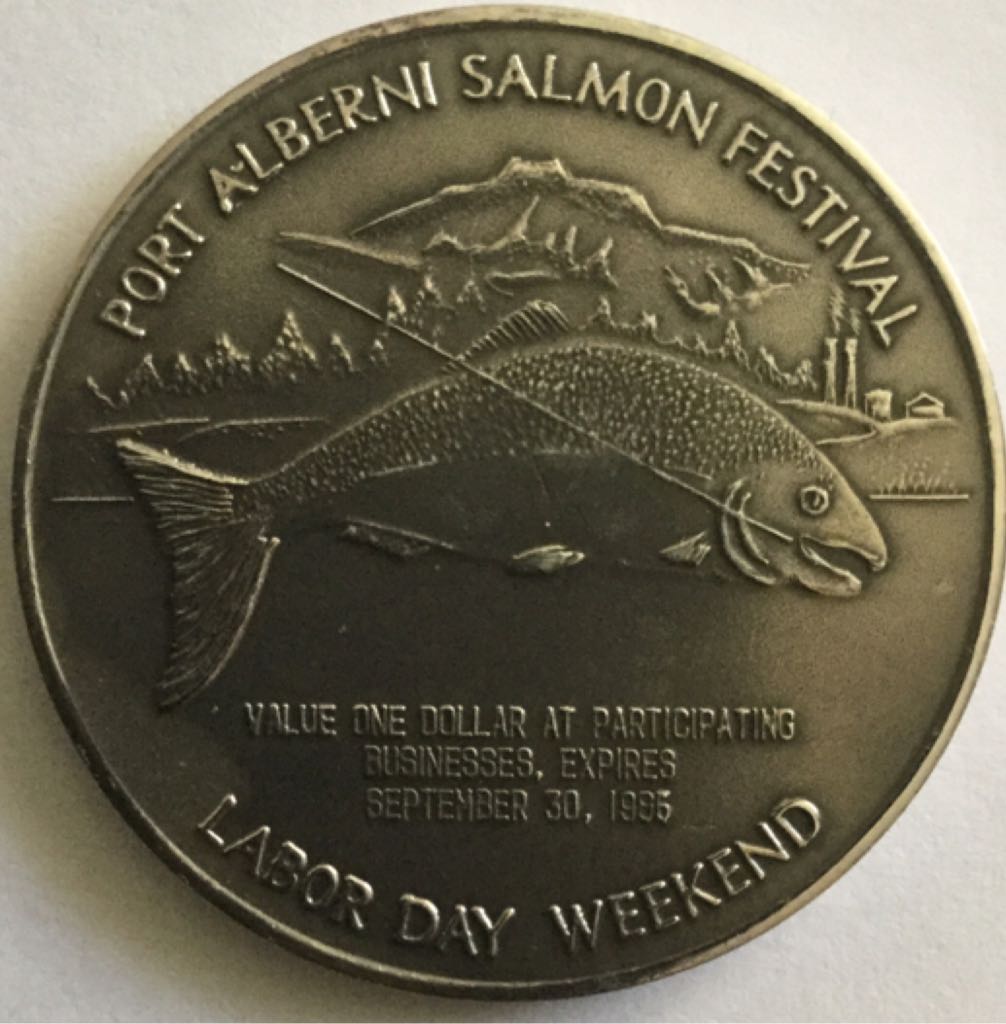 PORT ALBERNI SALMON FESTIVAL
VALUE ONE DOLLAR AT PARTICIPATING
BUSINESSES, EXPIRES
SEPTEMBER 30,
LABOR DAY WEEKEND